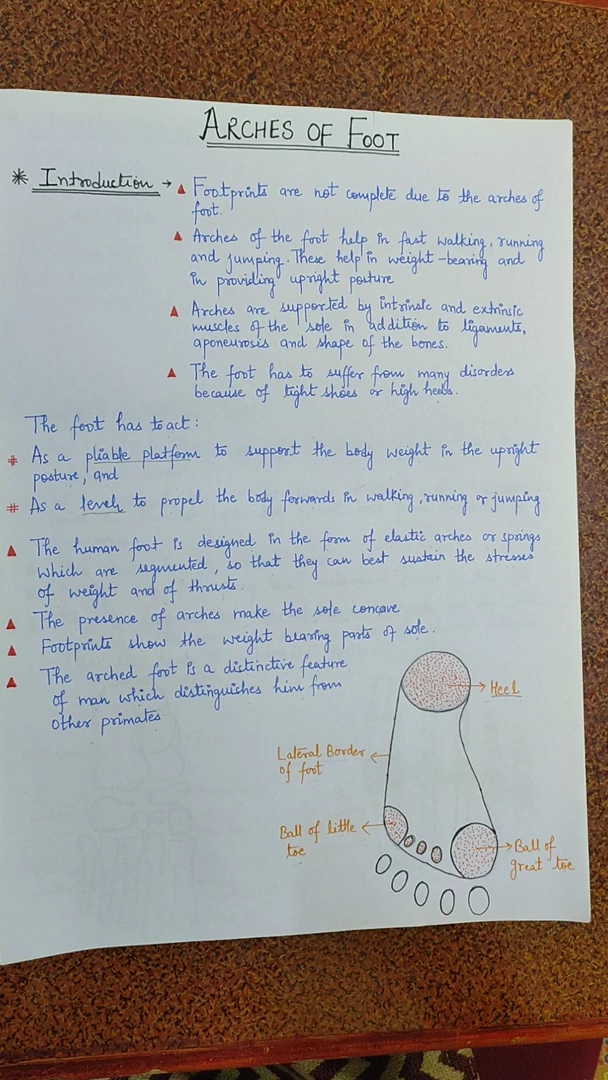 ARCHES OF FOOT
* Introduction → ▲ Footprints are not complete due to the arches of
foot.
▲ Arches of the foot help in fast walking, running
and jumping. These help in weight-bearing and
in providing upright posture
▲ Arches are supported by intrinsic and extrinsic
muscles of the sole in addition to ligaments,
aponeurosis and shape of the bones.
▲ The foot has to suffer from many disorders
because of tight shoes or high heels.
The foot has to act:
# As a pliable platform to support the body weight in the upright
posture, and
# As a level to propel the body forwards in walking, running or jumping
▲ The human foot is designed in the form of elastic arches or springs
which are segmented, so that they can best sustain the stresses
of weight and of thrusts.
▲ The presence of arches make the sole concave
▲ Footprints show the weight bearing parts of sole.
▲ The arched foot is a distinctive feature
of man which distinguishes him from
other primates
Heel
Lateral Border
of foot
Ball of little
toe
Ball of
great toe